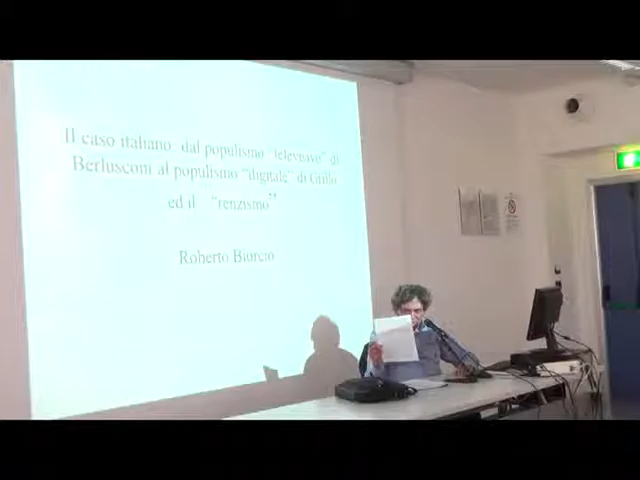 Il caso italiano dal populismo "televisivo" di
Berlusconi al populismo "digitale" di Grillo
ed il "renzismo"
Roberto Biorcio